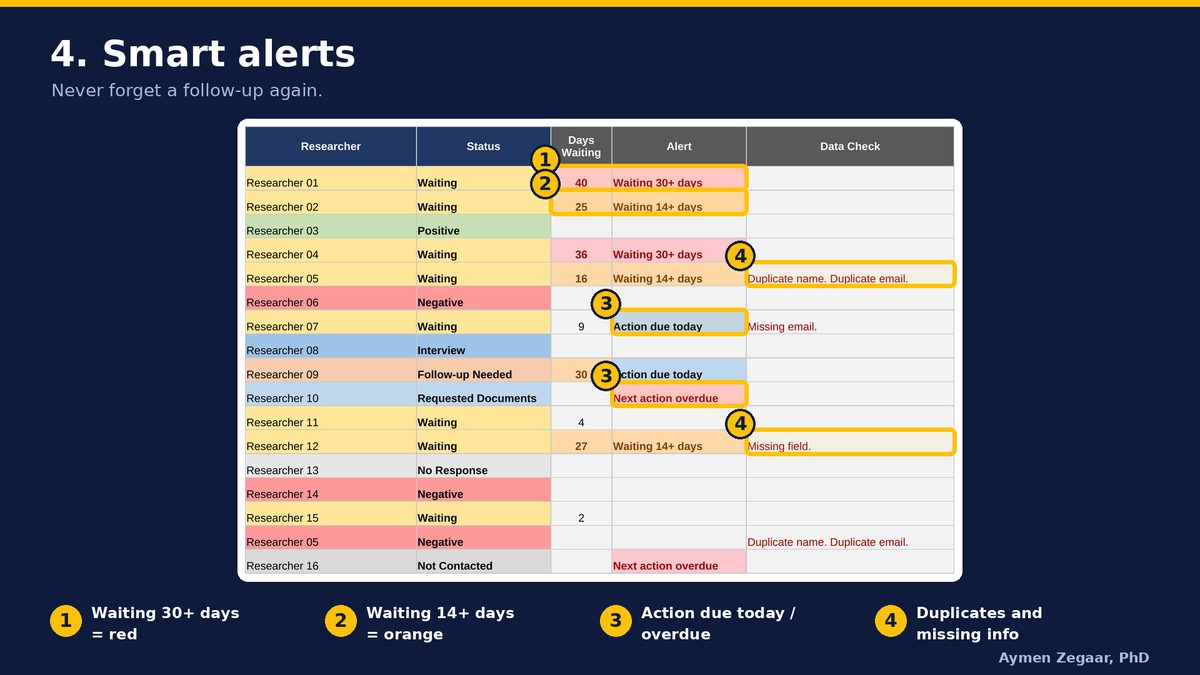 4. Smart alerts
Never forget a follow-up again.
Researcher Status Days Waiting Alert Data Check
1
2
Researcher 01 Waiting 40 Waiting 30+ days
Researcher 02 Waiting 25 Waiting 14+ days
Researcher 03 Positive
Researcher 04 Waiting 36 Waiting 30+ days 4
Researcher 05 Waiting 16 Waiting 14+ days Duplicate name. Duplicate email.
Researcher 06 Negative 3
Researcher 07 Waiting 9 Action due today Missing email.
Researcher 08 Interview
Researcher 09 Follow-up Needed 30 3 ction due today
Researcher 10 Requested Documents Next action overdue
Researcher 11 Waiting 4 4
Researcher 12 Waiting 27 Waiting 14+ days Missing field.
Researcher 13 No Response
Researcher 14 Negative
Researcher 15 Waiting 2
Researcher 05 Negative Duplicate name. Duplicate email.
Researcher 16 Not Contacted Next action overdue
1 Waiting 30+ days
= red
2 Waiting 14+ days
= orange
3 Action due today /
overdue
4 Duplicates and
missing info
Aymen Zegaar, PhD